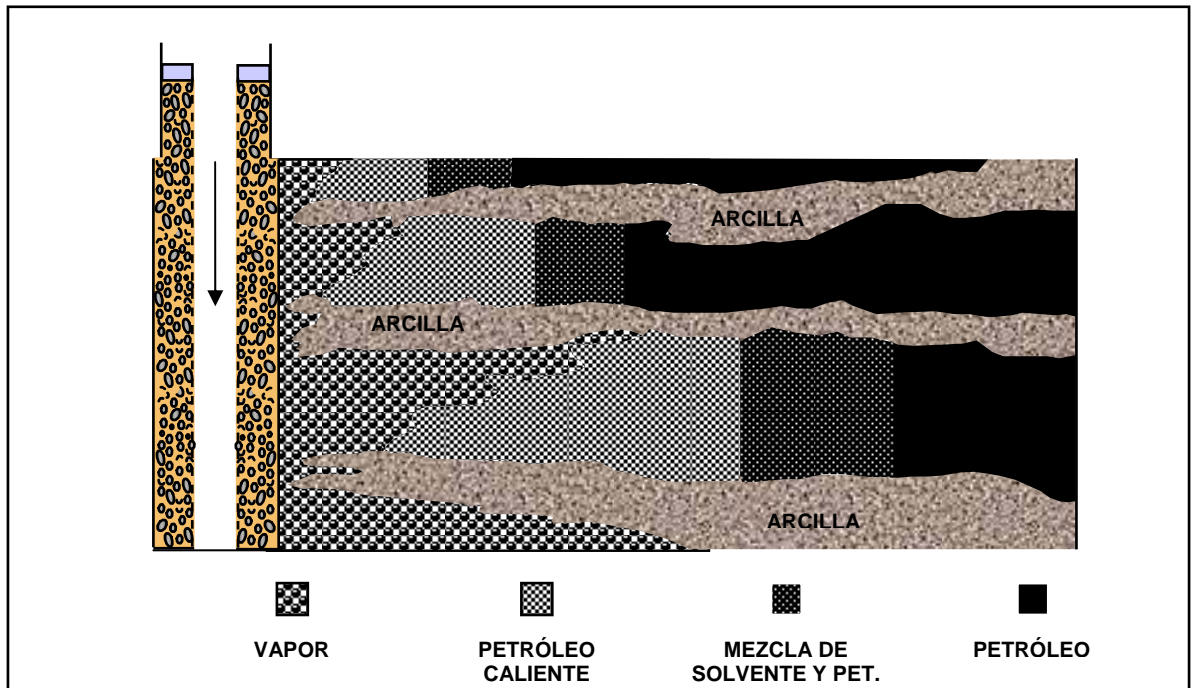 ARCILLA
ARCILLA
ARCILLA
VAPOR
PETRÓLEO
CALIENTE
MEZCLA DE
SOLVENTE Y PET.
PETRÓLEO